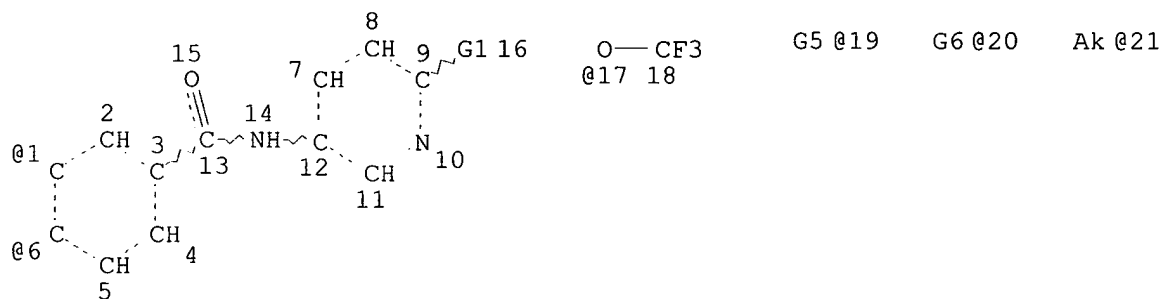 8
15 CH 9 G1 16 O CF3 G5 @19 G6 @20 Ak @21
7 C @17 18
O CH
2 14
CH 3 C NH C N 10
@1 C C 13 12 CH
11
@6 C CH 4
CH
5